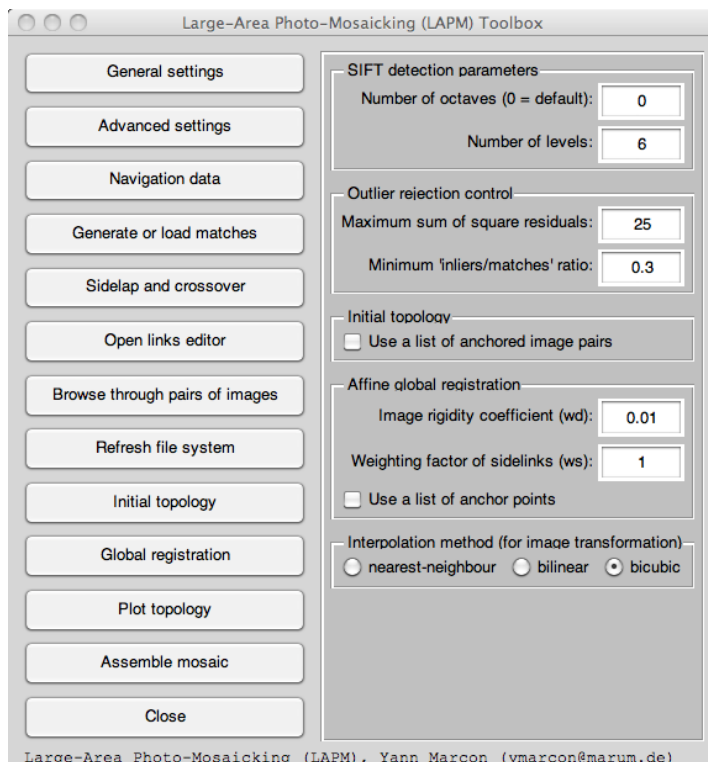 Large-Area Photo-Mosaicking (LAPM) Toolbox
General settings
Advanced settings
Navigation data
Generate or load matches
Sidelap and crossover
Open links editor
Browse through pairs of images
Refresh file system
Initial topology
Global registration
Plot topology
Assemble mosaic
Close
SIFT detection parameters
Number of octaves (0 = default): 0
Number of levels: 6
Outlier rejection control
Maximum sum of square residuals: 25
Minimum 'inliers/matches' ratio: 0.3
Initial topology
Use a list of anchored image pairs
Affine global registration
Image rigidity coefficient (wd): 0.01
Weighting factor of sidelinks (ws): 1
Use a list of anchor points
Interpolation method (for image transformation)
nearest-neighbour bilinear bicubic
Large-Area Photo-Mosaicking (LAPM), Yann Marcon (ymarcon@marum.de)